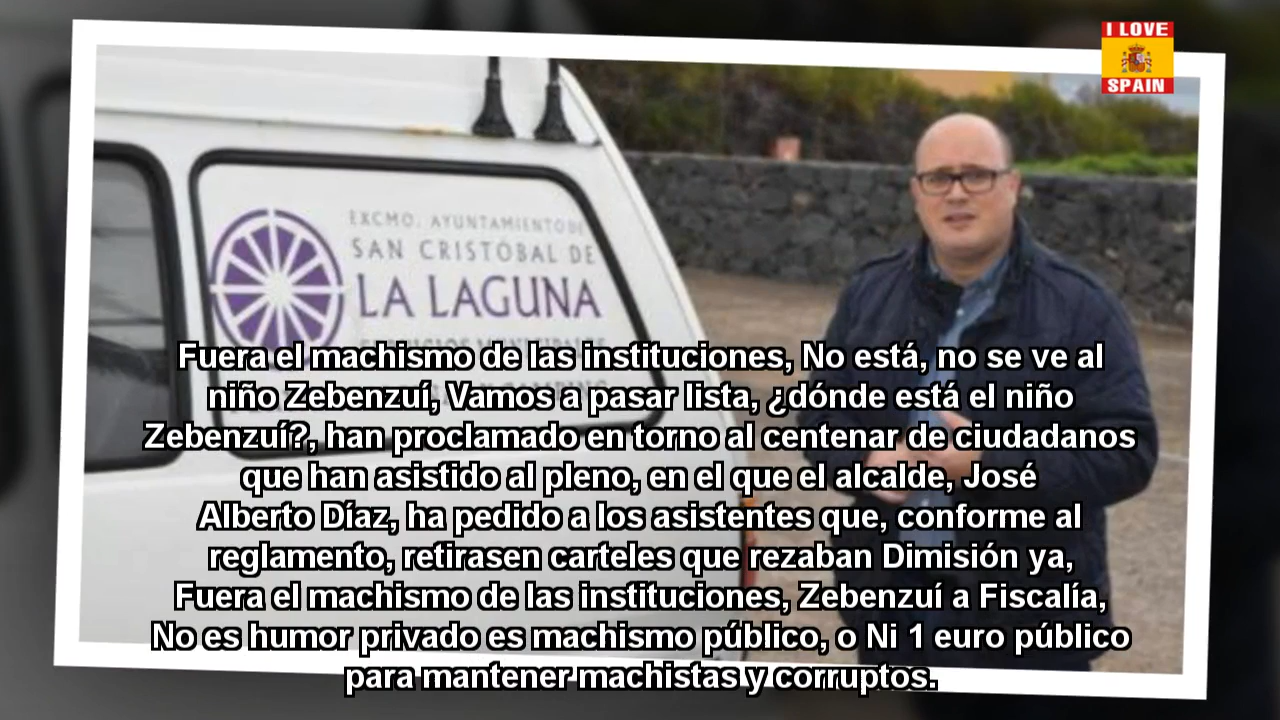 I LOVE
SPAIN
EXCMO. AYUNTAMIENTO DE
SAN CRISTÓBAL DE
LA LAGUNA
Fuera el machismo de las instituciones, No está, no se ve al
niño Zebenzuí, Vamos a pasar lista, ¿dónde está el niño
Zebenzuí?, han proclamado en torno al centenar de ciudadanos
que han asistido al pleno, en el que el alcalde, José
Alberto Díaz, ha pedido a los asistentes que, conforme al
reglamento, retirasen carteles que rezaban Dimisión ya,
Fuera el machismo de las instituciones, Zebenzuí a Fiscalía,
No es humor privado es machismo público, o Ni 1 euro público
para mantener machistas y corruptos.